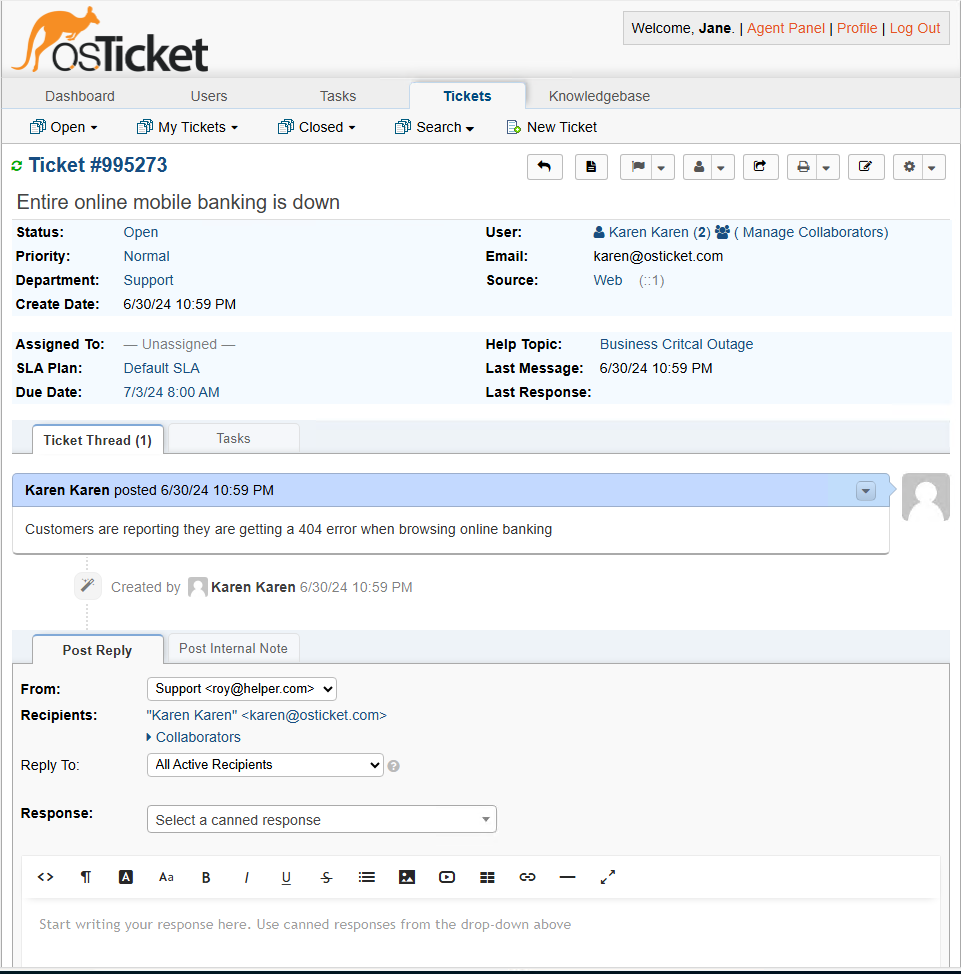 osTicket
Welcome, Jane. | Agent Panel | Profile | Log Out
Dashboard Users Tasks Tickets Knowledgebase
Open My Tickets Closed Search New Ticket
Ticket #995273
Entire online mobile banking is down
Status: Open User: Karen Karen (2) ( Manage Collaborators)
Priority: Normal Email: karen@osticket.com
Department: Support Source: Web (::1)
Create Date: 6/30/24 10:59 PM
Assigned To: — Unassigned — Help Topic: Business Critcal Outage
SLA Plan: Default SLA Last Message: 6/30/24 10:59 PM
Due Date: 7/3/24 8:00 AM Last Response:
Ticket Thread (1) Tasks
Karen Karen posted 6/30/24 10:59 PM
Customers are reporting they are getting a 404 error when browsing online banking
Created by Karen Karen 6/30/24 10:59 PM
Post Reply Post Internal Note
From: Support <roy@helper.com>
Recipients: "Karen Karen" <karen@osticket.com>
Collaborators
Reply To: All Active Recipients ?
Response: Select a canned response
<> ¶ A Aa B I U S
Start writing your response here. Use canned responses from the drop-down above